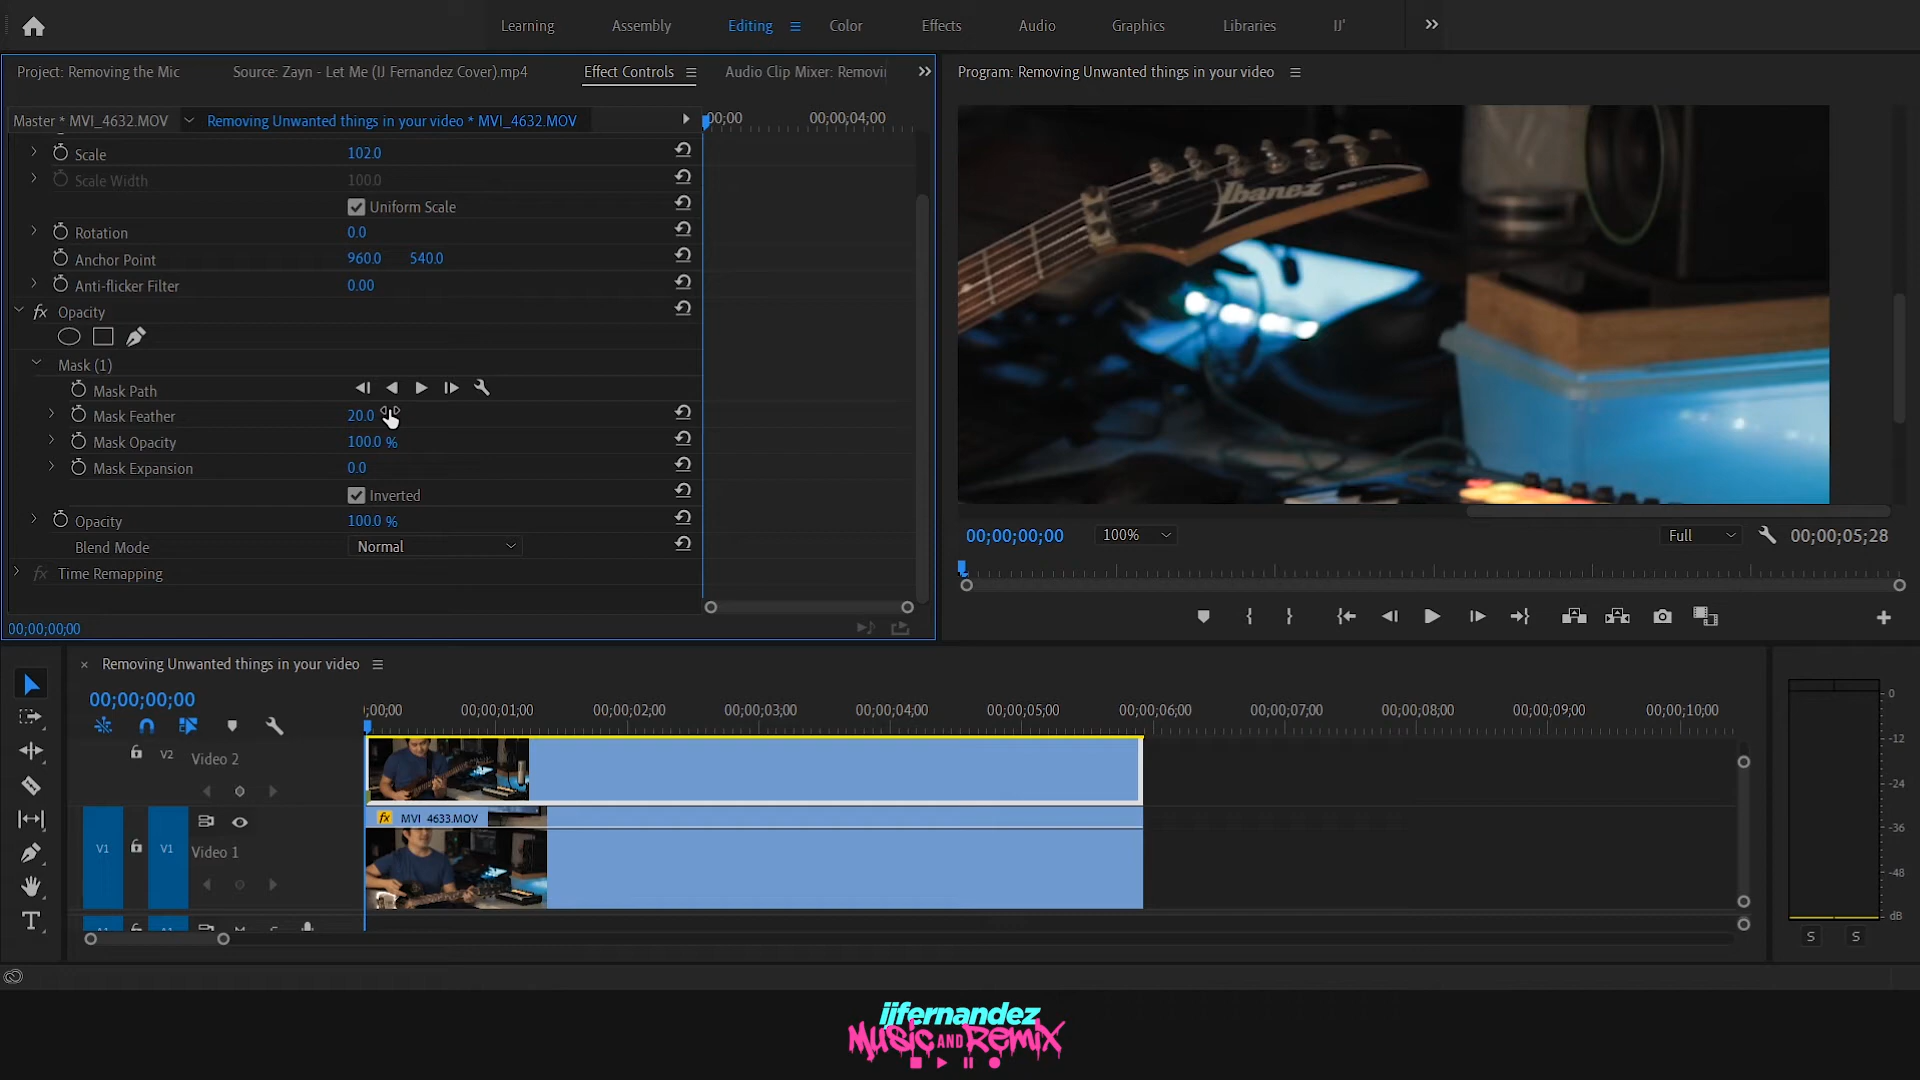 Learning
Assembly
Editing
Color
Effects
Audio
Graphics
Libraries
IJ'
Project: Removing the Mic
Source: Zayn - Let Me (IJ Fernandez Cover).mp4
Effect Controls
Audio Clip Mixer: Removi
Program: Removing Unwanted things in your video
Master * MVI_4632.MOV
Removing Unwanted things in your video * MVI_4632.MOV
00;00
00;00;04;00
Scale 102.0
Scale Width 100.0
Uniform Scale
Rotation 0.0
Anchor Point 960.0 540.0
Anti-flicker Filter 0.00
fx Opacity
Mask (1)
Mask Path
Mask Feather 20.0
Mask Opacity 100.0 %
Mask Expansion 0.0
Inverted
Opacity 100.0 %
Blend Mode Normal
fx Time Remapping
00;00;00;00
Ibanez
00;00;00;00
100%
Full
00;00;05;28
× Removing Unwanted things in your video
00;00;00;00
;00;00 00;00;01;00 00;00;02;00 00;00;03;00 00;00;04;00 00;00;05;00 00;00;06;00 00;00;07;00 00;00;08;00 00;00;09;00 00;00;10;00
V2 Video 2
fx MVI_4633.MOV
V1 V1 Video 1
T
0
-12
-24
-36
-48
dB
S S
ijfernandez
MUSIC AND REMIX